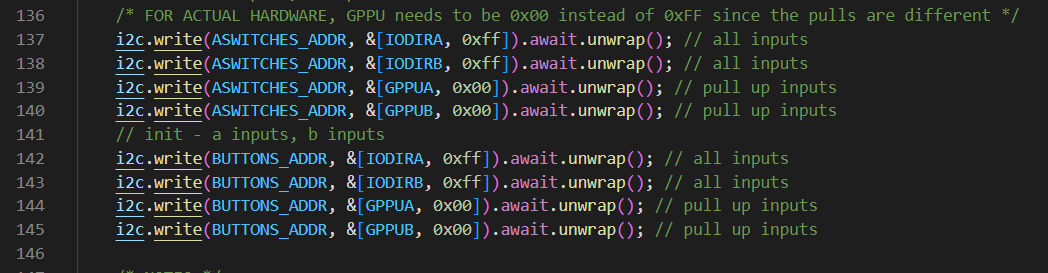 136 /* FOR ACTUAL HARDWARE, GPPU needs to be 0x00 instead of 0xFF since the pulls are different */
137 i2c.write(ASWITCHES_ADDR, &[IODIRA, 0xff]).await.unwrap(); // all inputs
138 i2c.write(ASWITCHES_ADDR, &[IODIRB, 0xff]).await.unwrap(); // all inputs
139 i2c.write(ASWITCHES_ADDR, &[GPPUA, 0x00]).await.unwrap(); // pull up inputs
140 i2c.write(ASWITCHES_ADDR, &[GPPUB, 0x00]).await.unwrap(); // pull up inputs
141 // init - a inputs, b inputs
142 i2c.write(BUTTONS_ADDR, &[IODIRA, 0xff]).await.unwrap(); // all inputs
143 i2c.write(BUTTONS_ADDR, &[IODIRB, 0xff]).await.unwrap(); // all inputs
144 i2c.write(BUTTONS_ADDR, &[GPPUA, 0x00]).await.unwrap(); // pull up inputs
145 i2c.write(BUTTONS_ADDR, &[GPPUB, 0x00]).await.unwrap(); // pull up inputs
146